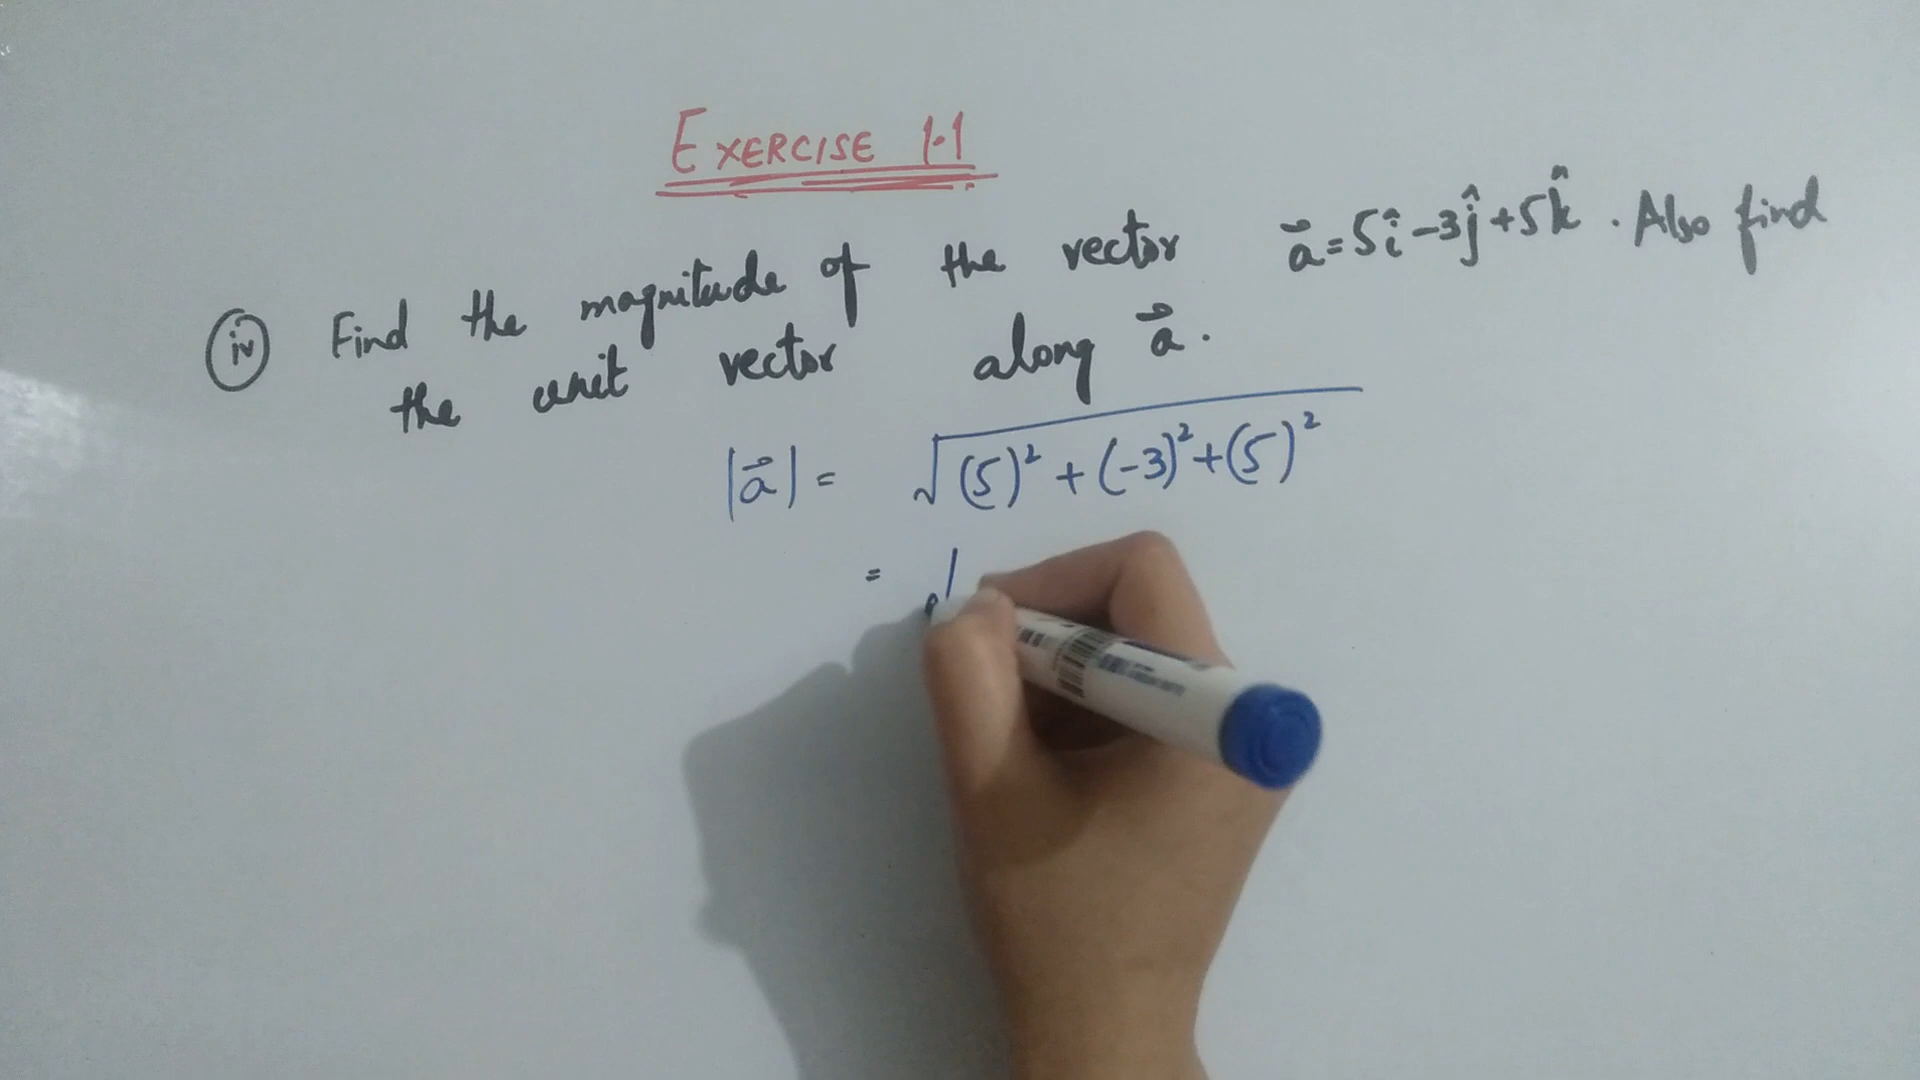 EXERCISE 1.1
(iv) Find the magnitude of the vector a⃗=5î-3ĵ+5k̂. Also find
the unit vector along a⃗.
|a⃗| = √(5)²+(-3)²+(5)²
= √